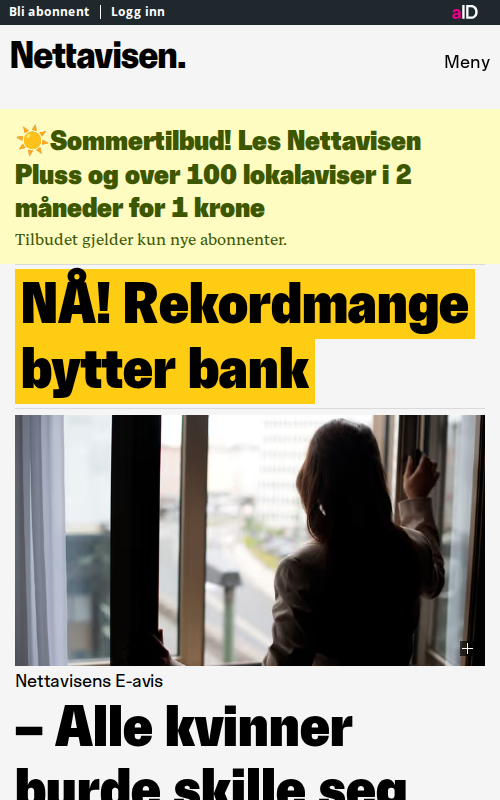 Bli abonnent
Logg inn
aID
Nettavisen.
Meny
☀️Sommertilbud! Les Nettavisen
Pluss og over 100 lokalaviser i 2
måneder for 1 krone
Tilbudet gjelder kun nye abonnenter.
NÅ! Rekordmange
bytter bank
Nettavisens E-avis
– Alle kvinner
burde skille seg